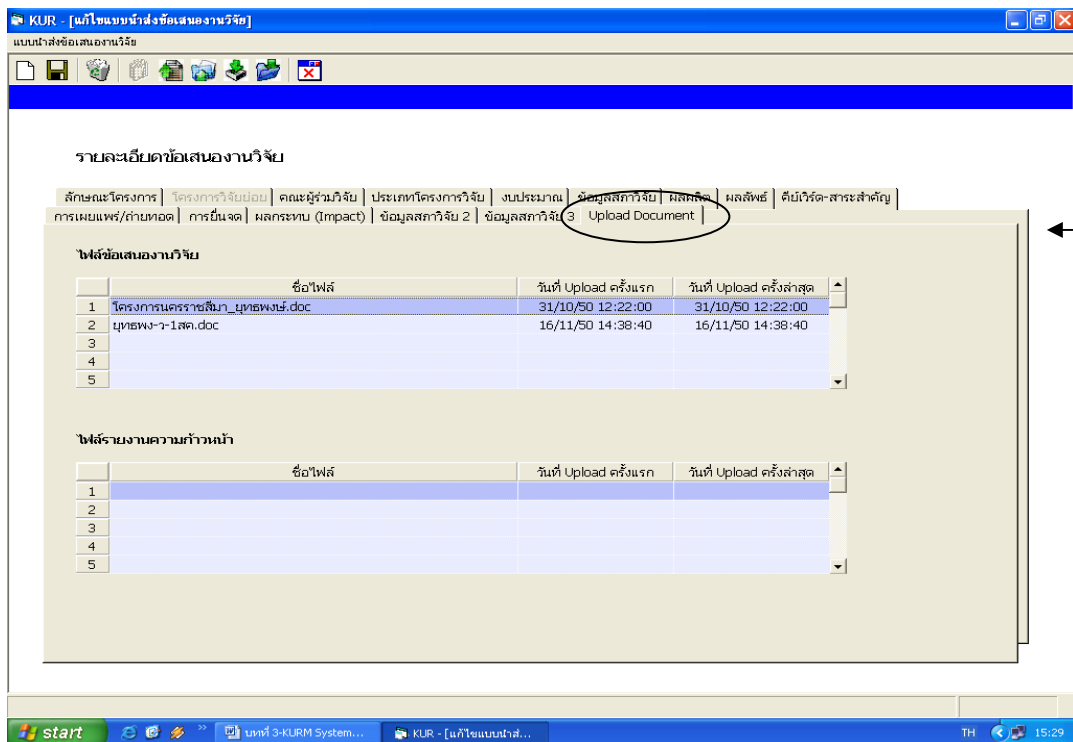 KUR - [แก้ไขแบบนำส่งข้อเสนองานวิจัย]
แบบนำส่งข้อเสนองานวิจัย
รายละเอียดข้อเสนองานวิจัย
ลักษณะโครงการ โครงการวิจัยย่อย คณะผู้ร่วมวิจัย ประเภทโครงการวิจัย งบประมาณ ข้อมูลสภาวิจัย ผลผลิต ผลลัพธ์ คีย์เวิร์ด-สาระสำคัญ
การเผยแพร่/ถ่ายทอด การยื่นจด ผลกระทบ (Impact) ข้อมูลสภาวิจัย 2 ข้อมูลสภาวิจัย 3 Upload Document
ไฟล์ข้อเสนองานวิจัย
ชื่อไฟล์ วันที่ Upload ครั้งแรก วันที่ Upload ครั้งล่าสุด
1 โครงการนครราชสีมา_ยุทธพงษ์.doc 31/10/50 12:22:00 31/10/50 12:22:00
2 ยุทธพง-ว-1สค.doc 16/11/50 14:38:40 16/11/50 14:38:40
3
4
5
ไฟล์รายงานความก้าวหน้า
ชื่อไฟล์ วันที่ Upload ครั้งแรก วันที่ Upload ครั้งล่าสุด
1
2
3
4
5
start บทที่ 3-KURM System... KUR - [แก้ไขแบบนำส่... TH 15:29